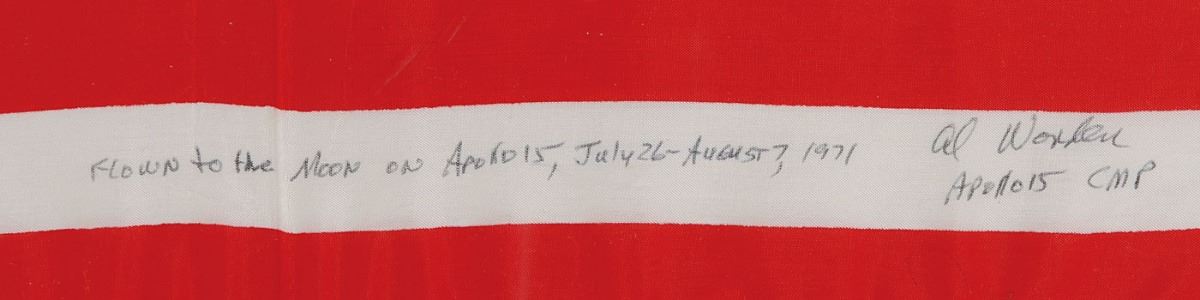 Flown to the Moon on Apollo 15, July 26-August 7, 1971
Al Worden
Apollo 15 CMP